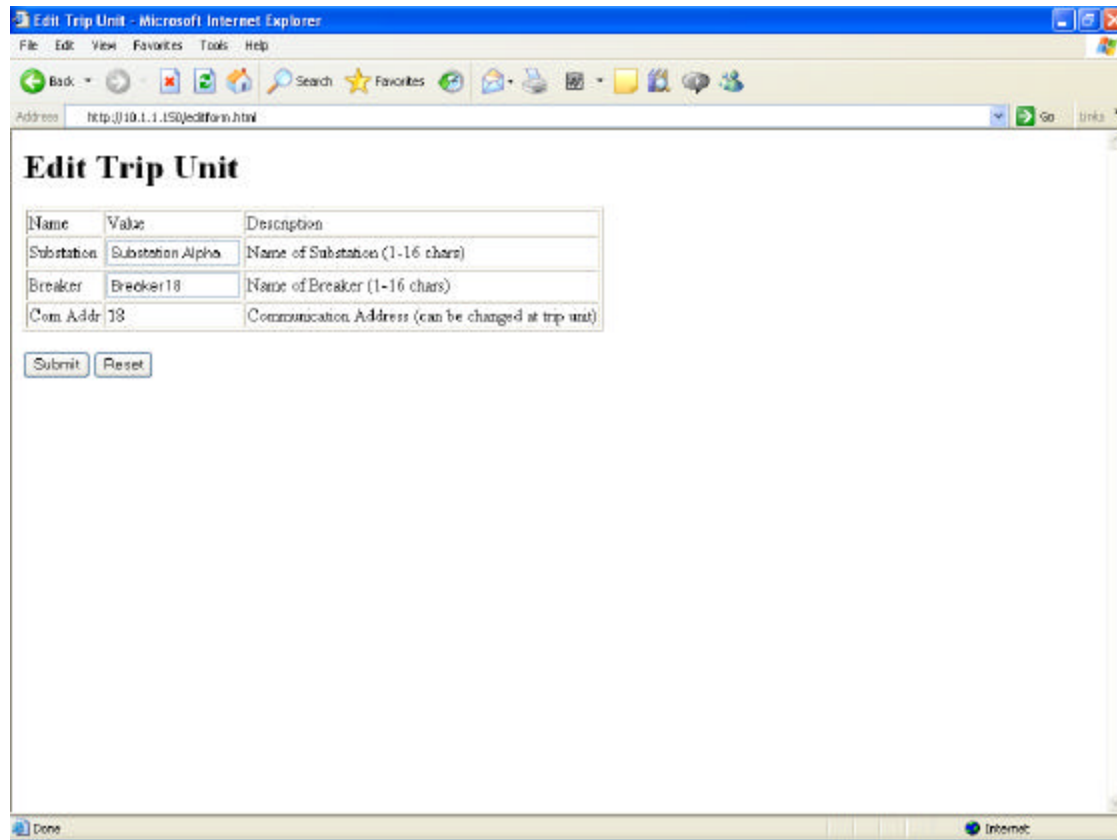 Edit Trip Unit - Microsoft Internet Explorer
File Edit View Favorites Tools Help
Back Search Favorites
Address http://10.1.1.150/editform.html Go Links
Edit Trip Unit
Name Value Description
Substation Substation Alpha Name of Substation (1-16 chars)
Breaker Breaker18 Name of Breaker (1-16 chars)
Com Addr 18 Communication Address (can be changed at trip unit)
Submit Reset
Done Internet